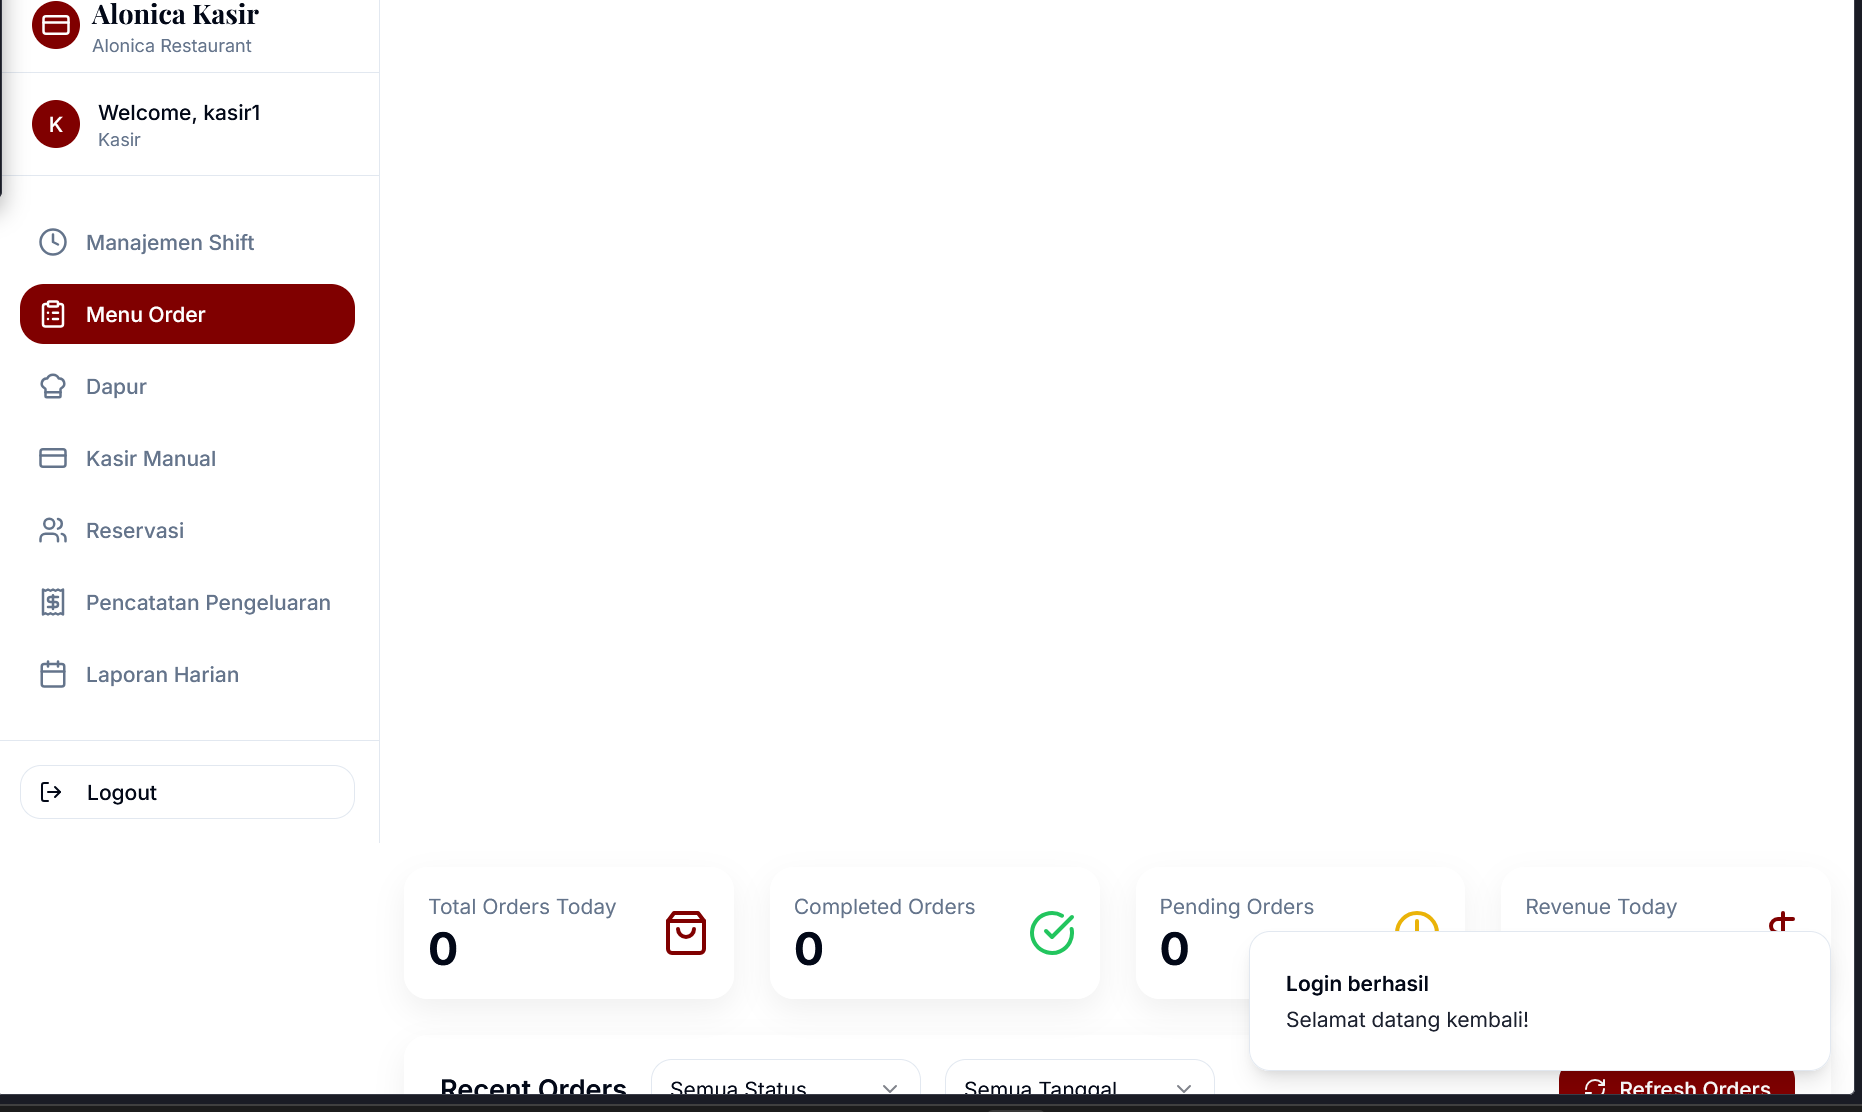 Alonica Kasir
Alonica Restaurant
K
Welcome, kasir1
Kasir
Manajemen Shift
Menu Order
Dapur
Kasir Manual
Reservasi
Pencatatan Pengeluaran
Laporan Harian
Logout
Total Orders Today
0
Completed Orders
0
Pending Orders
0
Revenue Today
Login berhasil
Selamat datang kembali!
Recent Orders
Semua Status
Semua Tanggal
Refresh Orders